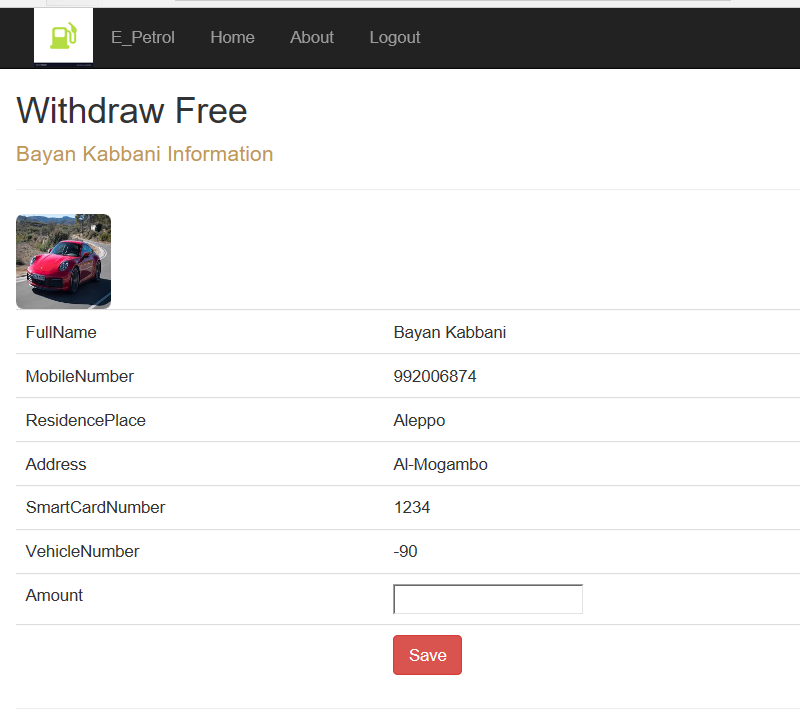 E_Petrol Home About Logout
Withdraw Free
Bayan Kabbani Information
FullName Bayan Kabbani
MobileNumber 992006874
ResidencePlace Aleppo
Address Al-Mogambo
SmartCardNumber 1234
VehicleNumber -90
Amount
Save